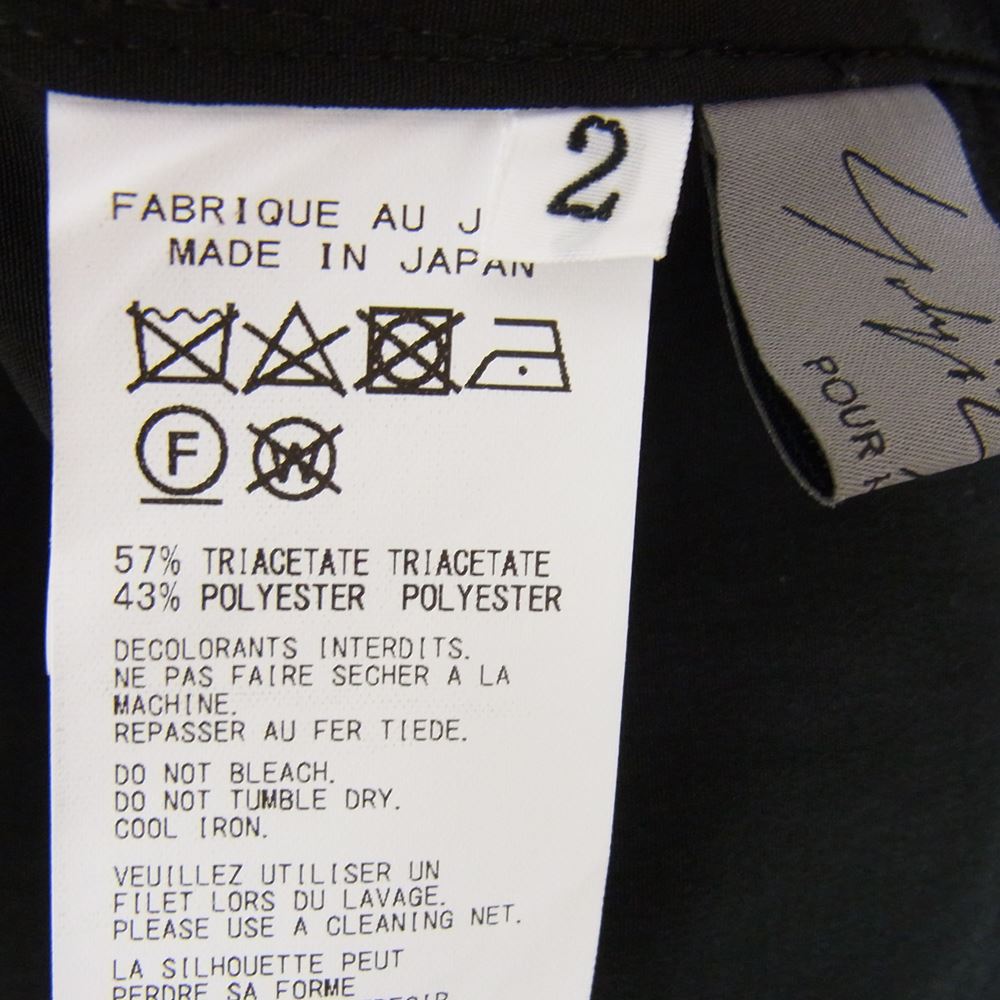 2
FABRIQUE AU J
MADE IN JAPAN
F
W
57% TRIACETATE TRIACETATE
43% POLYESTER POLYESTER
DECOLORANTS INTERDITS.
NE PAS FAIRE SECHER A LA
MACHINE.
REPASSER AU FER TIEDE.
DO NOT BLEACH.
DO NOT TUMBLE DRY.
COOL IRON.
VEUILLEZ UTILISER UN
FILET LORS DU LAVAGE.
PLEASE USE A CLEANING NET.
LA SILHOUETTE PEUT
PERDRE SA FORME
POUR